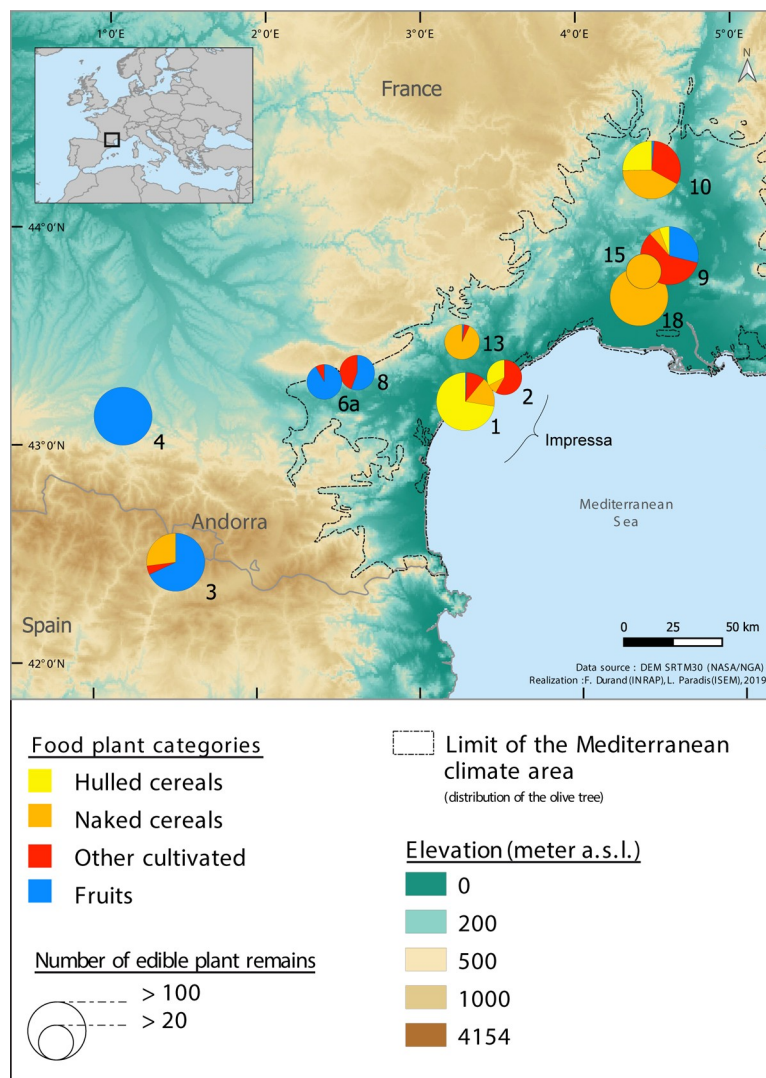 1°0'E
2°0'E
3°0'E
4°0'E
5°0'E
N
France
10
44°0'N
15
9
18
13
8
6a
2
4
1
43°0'N
Impressa
Mediterranean
Sea
Andorra
3
Spain
0 25 50 km
42°0'N
Data source : DEM SRTM30 (NASA/NGA)
Realization :F. Durand (INRAP), L. Paradis (ISEM), 2019
Food plant categories
Hulled cereals
Naked cereals
Other cultivated
Fruits
Number of edible plant remains
> 100
> 20
Limit of the Mediterranean
climate area
(distribution of the olive tree)
Elevation (meter a.s.l.)
0
200
500
1000
4154